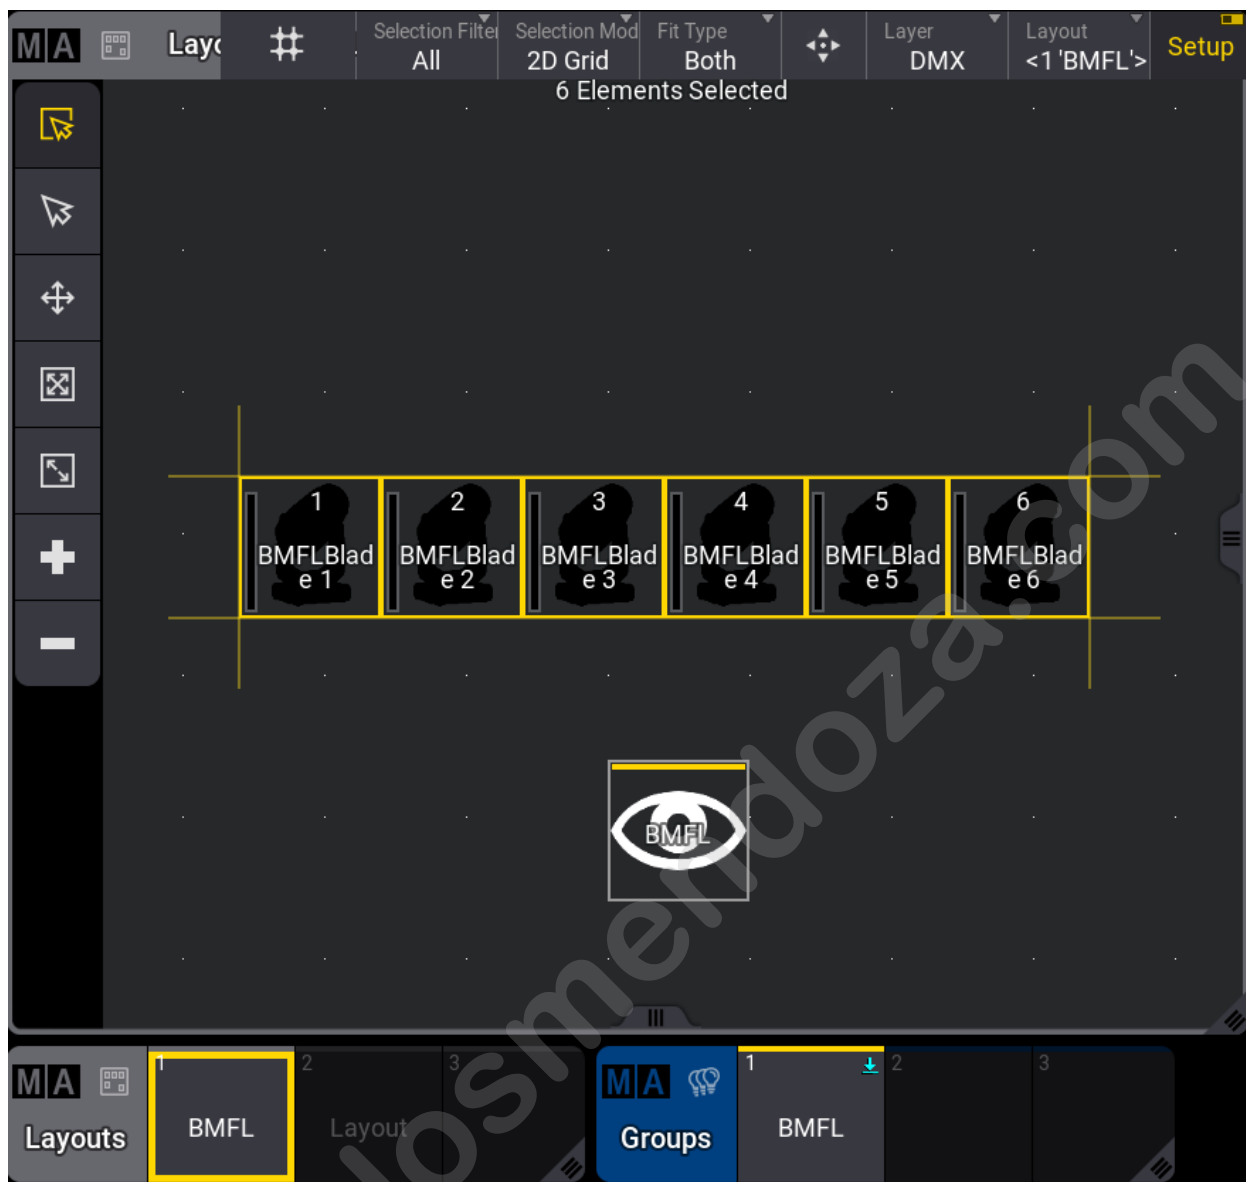 MA Layo Selection Filter Selection Mod Fit Type Layer Layout
All 2D Grid Both DMX <1 'BMFL'> Setup
6 Elements Selected
1 2 3 4 5 6
BMFLBlad BMFLBlad BMFLBlad BMFLBlad BMFLBlad BMFLBlad
e 1 e 2 e 3 e 4 e 5 e 6
BMFL
MA 1 2 3 MA 1 2 3
Layouts BMFL Layout Groups BMFL
losmendoza.com